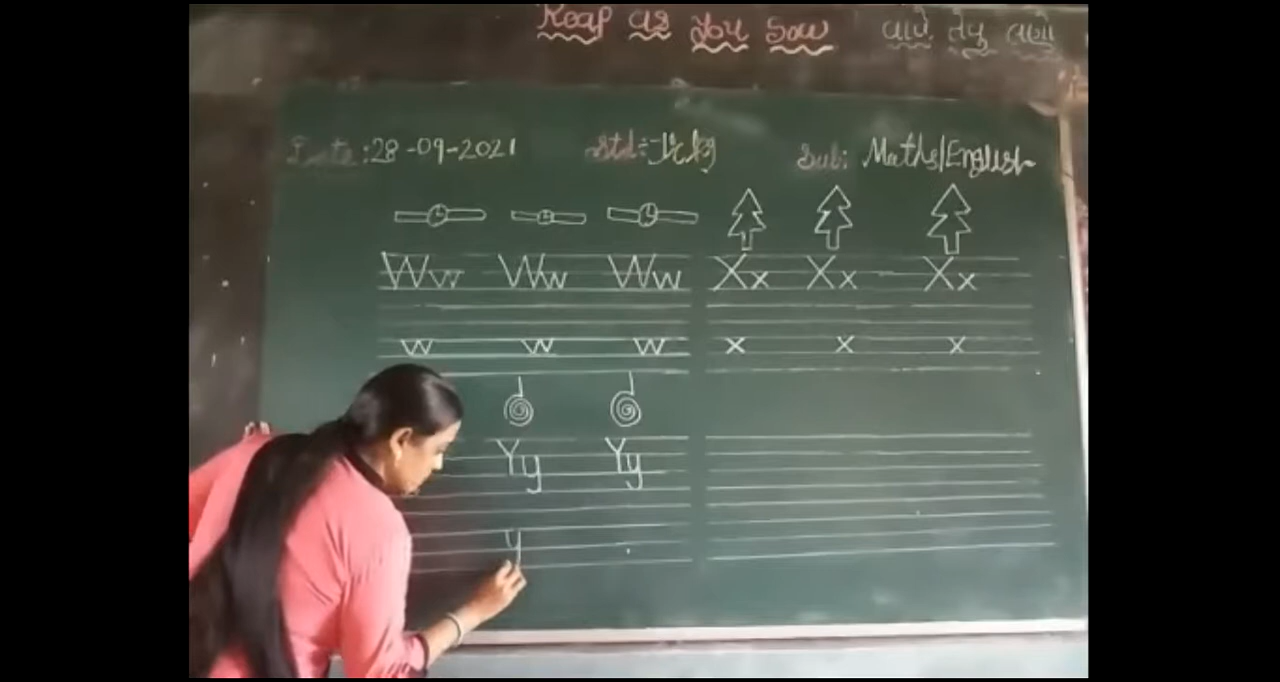 Reap as you Sow વાવે તેવુ લણો
Date: 28-09-2021 Std:- Jr.kg Sub: Maths/English
Ww Ww Ww Xx Xx Xx
w w w x x x
Yy Yy
y